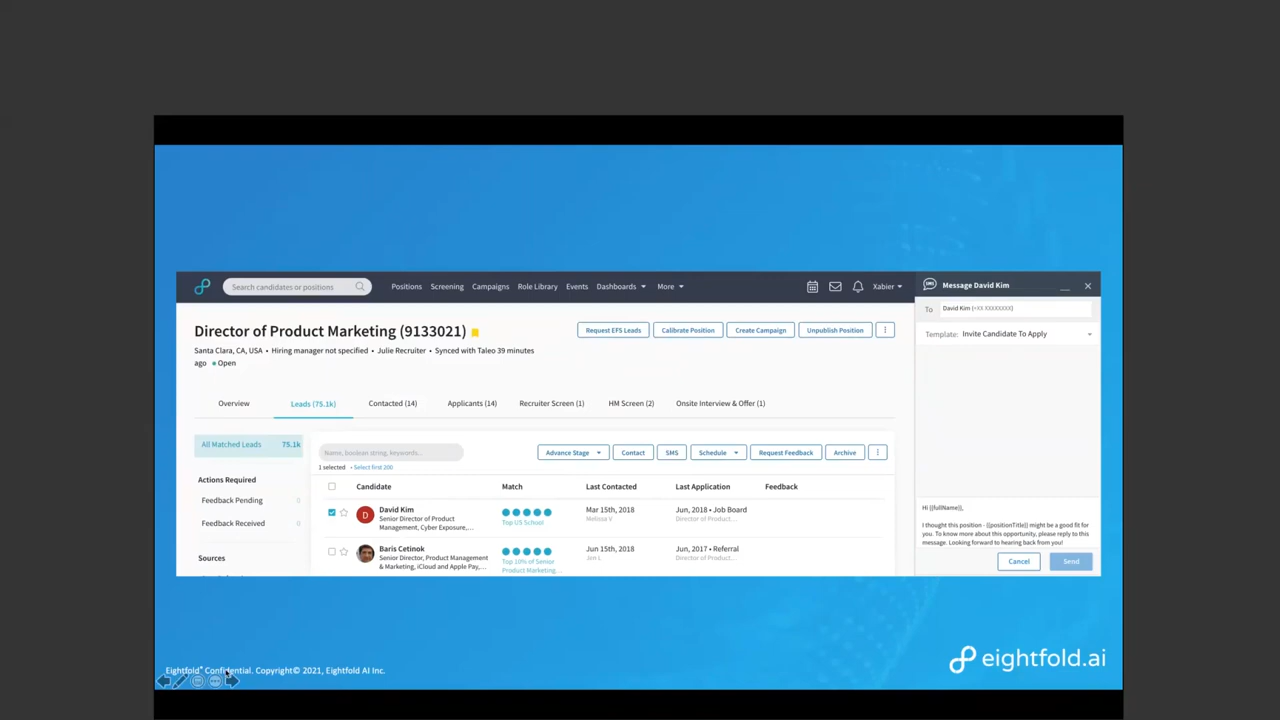 Search candidates or positions
Positions Screening Campaigns Role Library Events Dashboards More
Xabier
Director of Product Marketing (9133021)
Request EFS Leads Calibrate Position Create Campaign Unpublish Position
Santa Clara, CA, USA • Hiring manager not specified • Julie Recruiter • Synced with Taleo 39 minutes
ago • Open
Overview Leads (75.1k) Contacted (14) Applicants (14) Recruiter Screen (1) HM Screen (2) Onsite Interview & Offer (1)
All Matched Leads 75.1k
Actions Required
Feedback Pending 0
Feedback Received 0
Sources
Name, boolean string, keywords...
Advance Stage Contact SMS Schedule Request Feedback Archive
1 selected • Select first 200
Candidate Match Last Contacted Last Application Feedback
D
David Kim
Senior Director of Product
Management, Cyber Exposure,...
Top US School
Mar 15th, 2018
Melissa V
Jun, 2018 • Job Board
Director of Product...
Baris Cetinok
Senior Director, Product Management
& Marketing, iCloud and Apple Pay,...
Top 10% of Senior
Product Marketing...
Jun 15th, 2018
Jen L
Jun, 2017 • Referral
Director of Product...
Message David Kim
To David Kim (+XX XXXXXXXX)
Template: Invite Candidate To Apply
Hi {{fullName}},
I thought this position - {{positionTitle}} might be a good fit for
you. To know more about this opportunity, please reply to this
message. Looking forward to hearing back from you!
Cancel Send
Eightfold® Confidential. Copyright© 2021, Eightfold AI Inc.
eightfold.ai